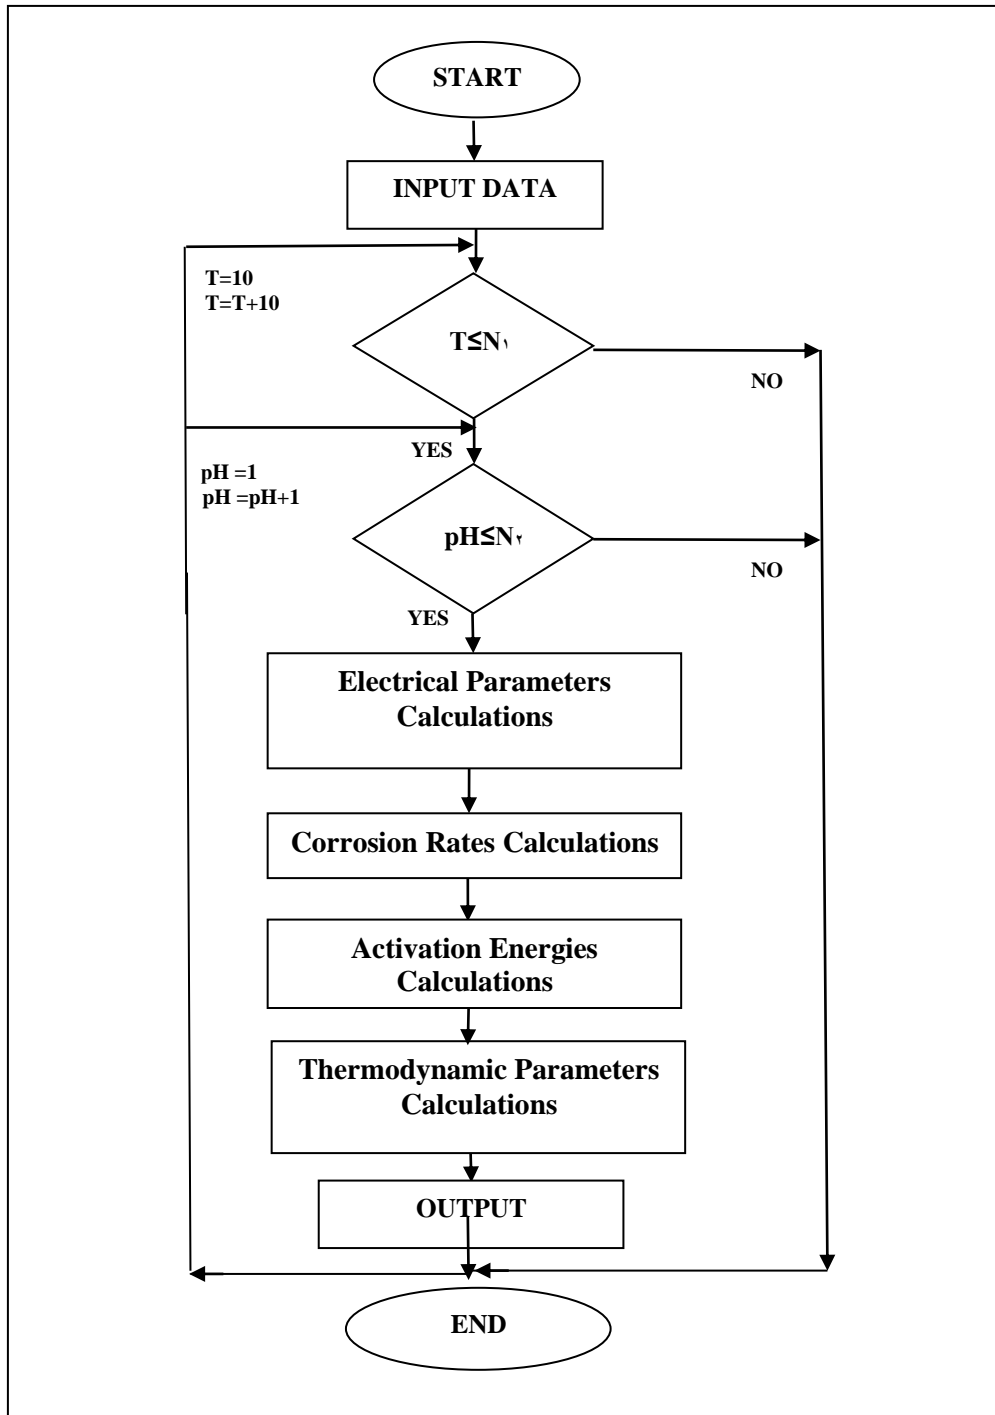 START
INPUT DATA
T=10
T=T+10
T≤N١
NO
YES
pH =1
pH =pH+1
pH≤N٢
NO
YES
Electrical Parameters
Calculations
Corrosion Rates Calculations
Activation Energies
Calculations
Thermodynamic Parameters
Calculations
OUTPUT
END